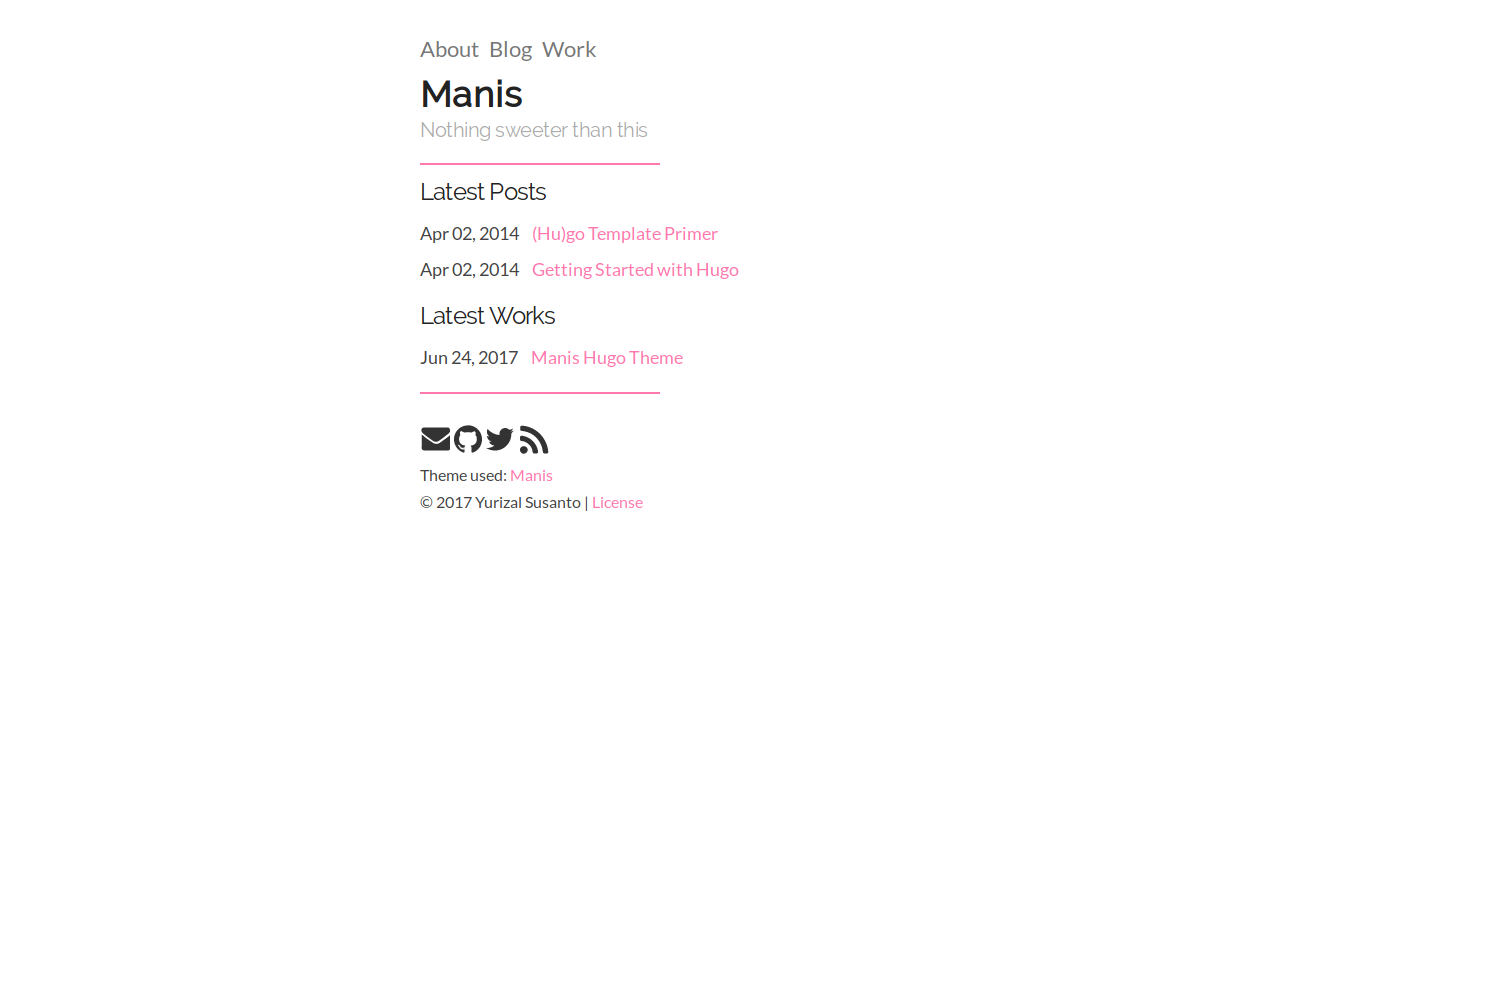 About Blog Work
Manis
Nothing sweeter than this
Latest Posts
Apr 02, 2014 (Hu)go Template Primer
Apr 02, 2014 Getting Started with Hugo
Latest Works
Jun 24, 2017 Manis Hugo Theme
Theme used: Manis
© 2017 Yurizal Susanto | License